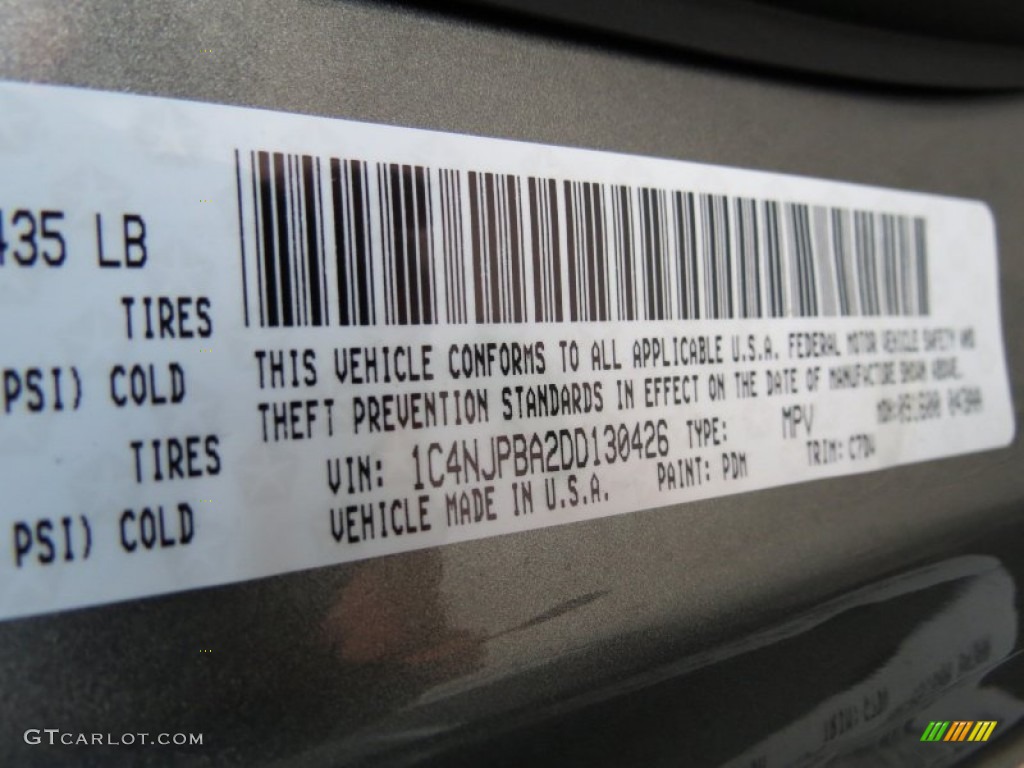 435 LB
TIRES
PSI) COLD
TIRES
PSI) COLD
THIS VEHICLE CONFORMS TO ALL APPLICABLE U.S.A. FEDERAL MOTOR VEHICLE SAFETY AND
THEFT PREVENTION STANDARDS IN EFFECT ON THE DATE OF MANUFACTURE SHOWN ABOVE.
VIN: 1C4NJPBA2DD130426 TYPE: MPV
VEHICLE MADE IN U.S.A. PAINT: PDM TRIM: C7DV
GTCARLOT.COM